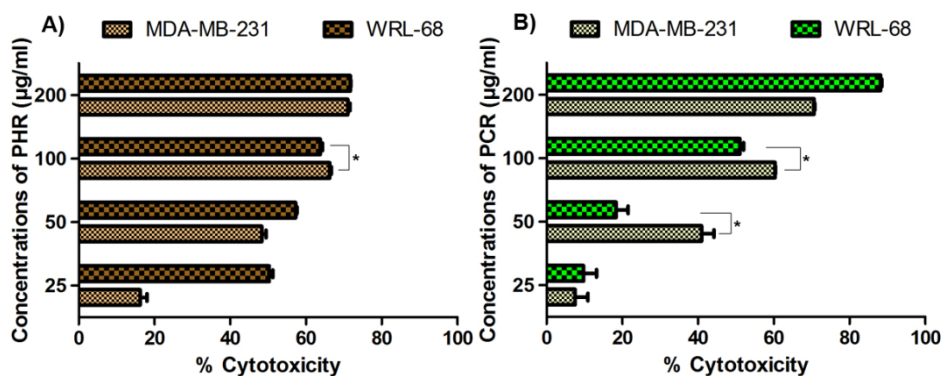 A) MDA-MB-231 WRL-68
Concentrations of PHR (µg/ml)
200
100
*
50
25
0 20 40 60 80 100
% Cytotoxicity
B) MDA-MB-231 WRL-68
Concentrations of PCR (µg/ml)
200
100
*
50
*
25
0 20 40 60 80 100
% Cytotoxicity